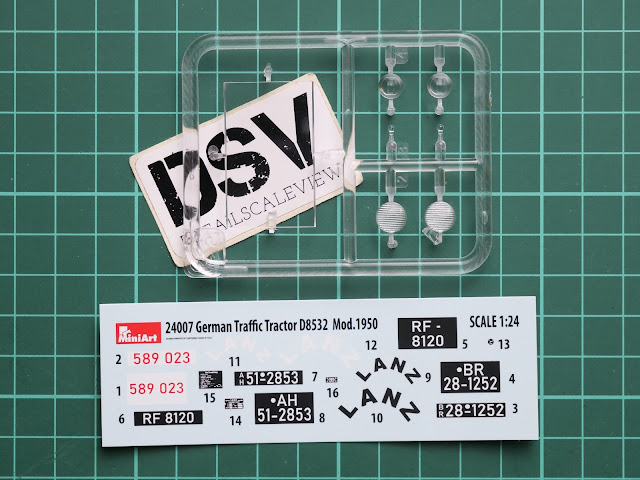 DSV
AILSCALEVIEW
MiniArt
24007 German Traffic Tractor D8532 Mod.1950
SCALE 1:24
2 589 023
11
12 LANZ
RF - 8120
5
13
1 589 023
15
A 51-2853
7
16
9
•BR 28-1252
4
6 RF 8120
14
•AH 51-2853
8
LANZ
10
BR 28-1252
3